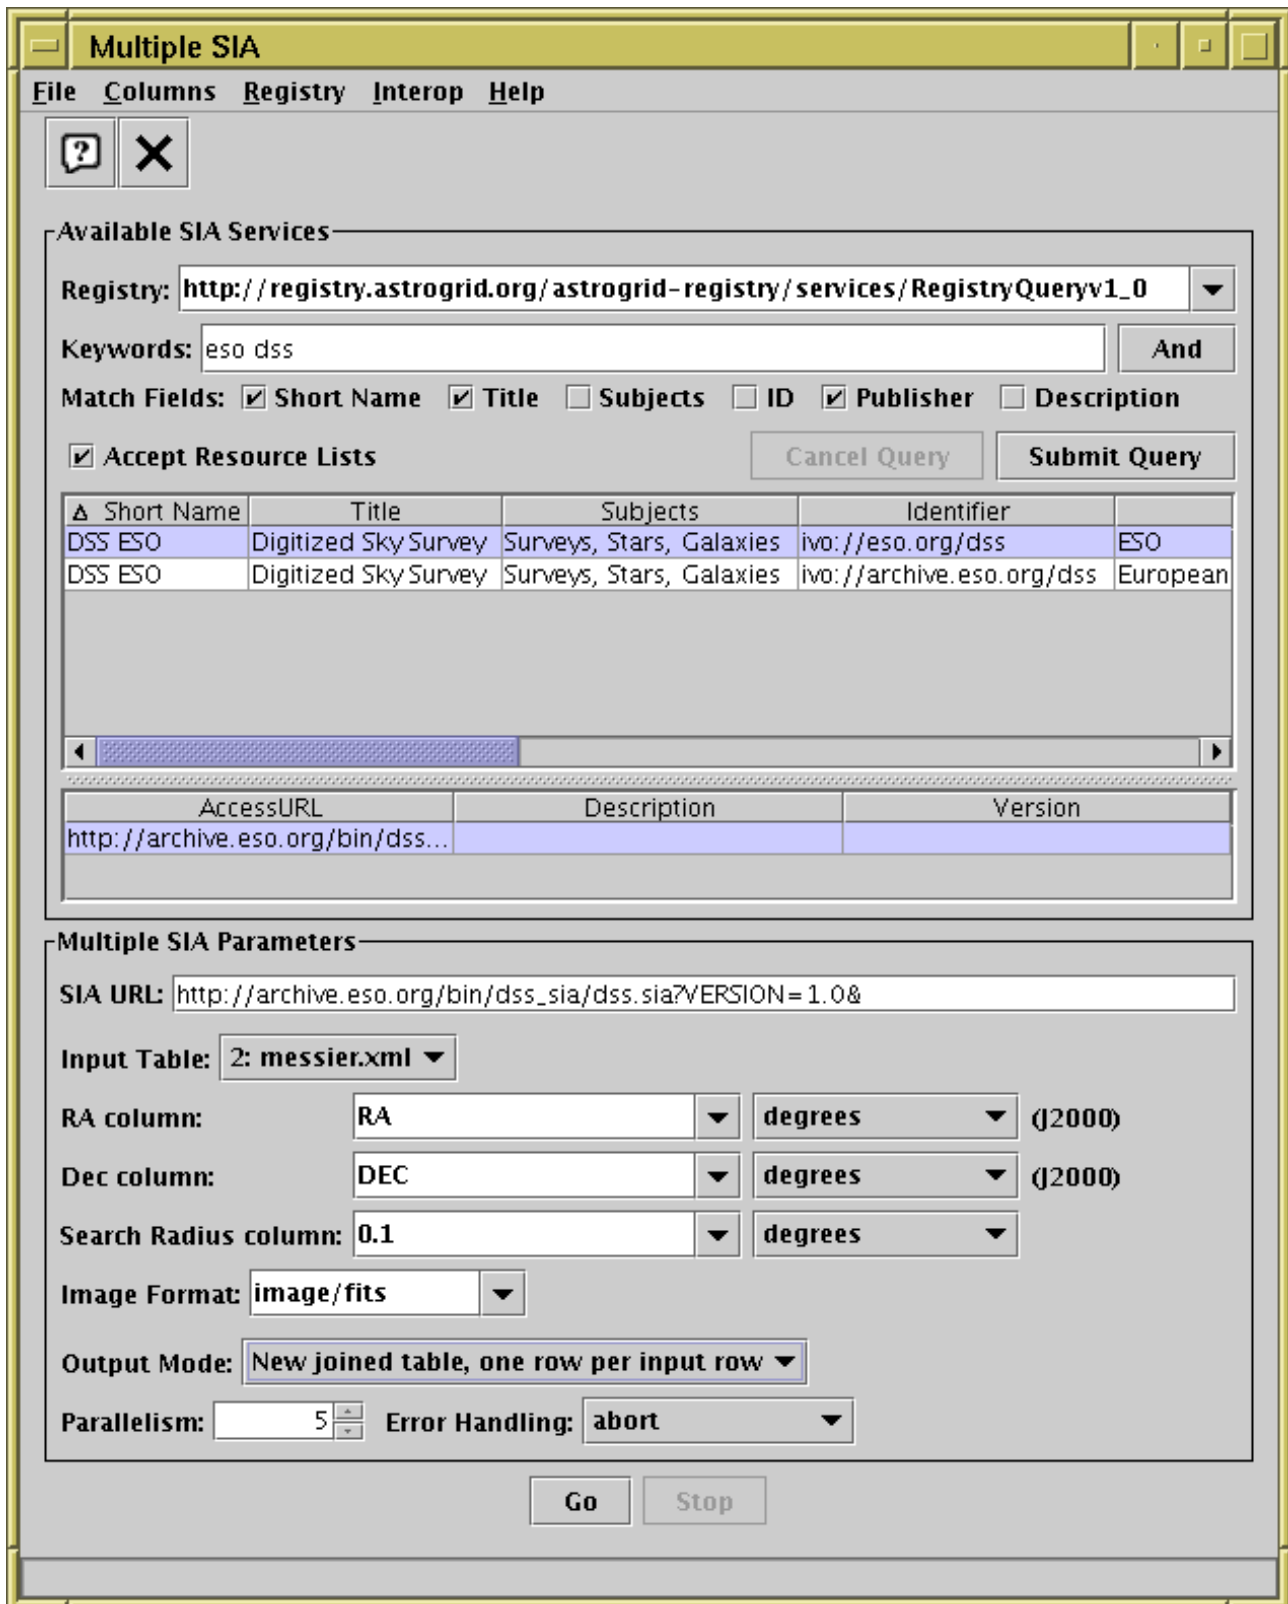 Multiple SIA
File Columns Registry Interop Help
Available SIA Services
Registry: http://registry.astrogrid.org/astrogrid-registry/services/RegistryQueryv1_0
Keywords: eso dss And
Match Fields: Short Name Title Subjects ID Publisher Description
Accept Resource Lists Cancel Query Submit Query
Short Name Title Subjects Identifier
DSS ESO Digitized Sky Survey Surveys, Stars, Galaxies ivo://eso.org/dss ESO
DSS ESO Digitized Sky Survey Surveys, Stars, Galaxies ivo://archive.eso.org/dss European
AccessURL Description Version
http://archive.eso.org/bin/dss...
Multiple SIA Parameters
SIA URL: http://archive.eso.org/bin/dss_sia/dss.sia?VERSION=1.0&
Input Table: 2: messier.xml
RA column: RA degrees (J2000)
Dec column: DEC degrees (J2000)
Search Radius column: 0.1 degrees
Image Format: image/fits
Output Mode: New joined table, one row per input row
Parallelism: 5 Error Handling: abort
Go Stop